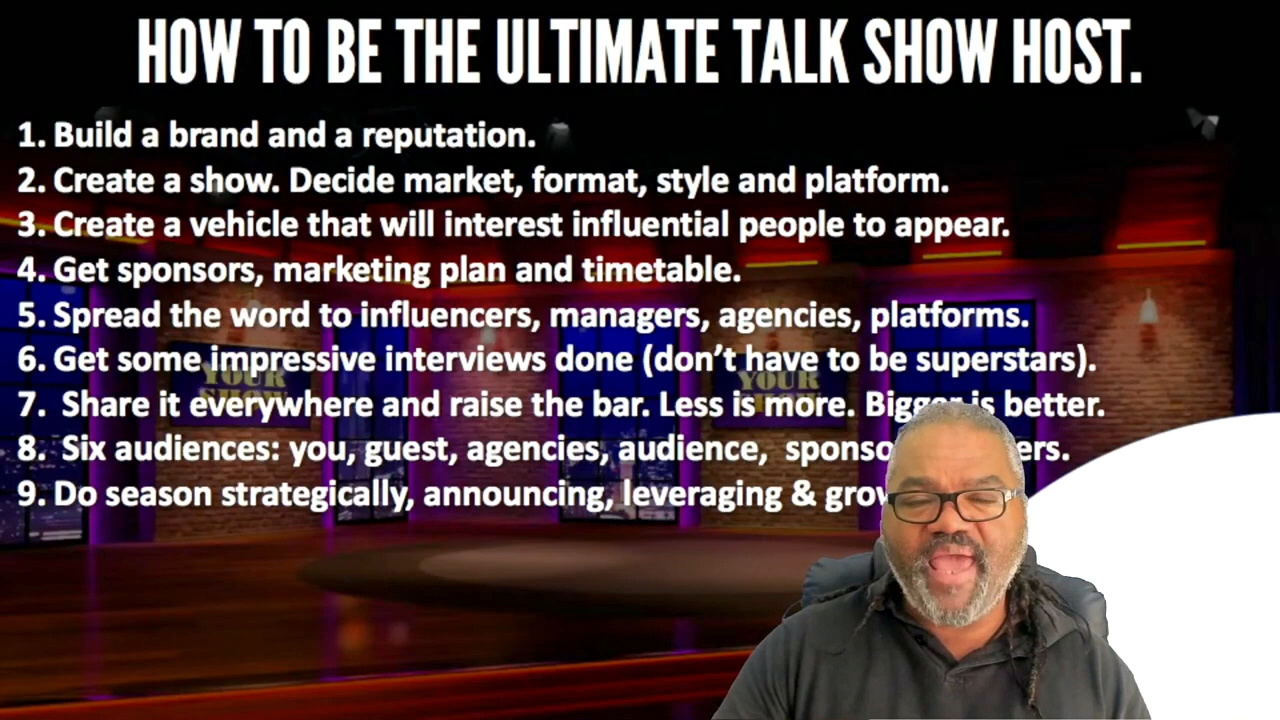 HOW TO BE THE ULTIMATE TALK SHOW HOST.
1. Build a brand and a reputation.
2. Create a show. Decide market, format, style and platform.
3. Create a vehicle that will interest influential people to appear.
4. Get sponsors, marketing plan and timetable.
5. Spread the word to influencers, managers, agencies, platforms.
6. Get some impressive interviews done (don't have to be superstars).
YOUR
YOUR
7. Share it everywhere and raise the bar. Less is more. Bigger is better.
8. Six audiences: you, guest, agencies, audience,
9. Do season strategically, announcing, leveraging &